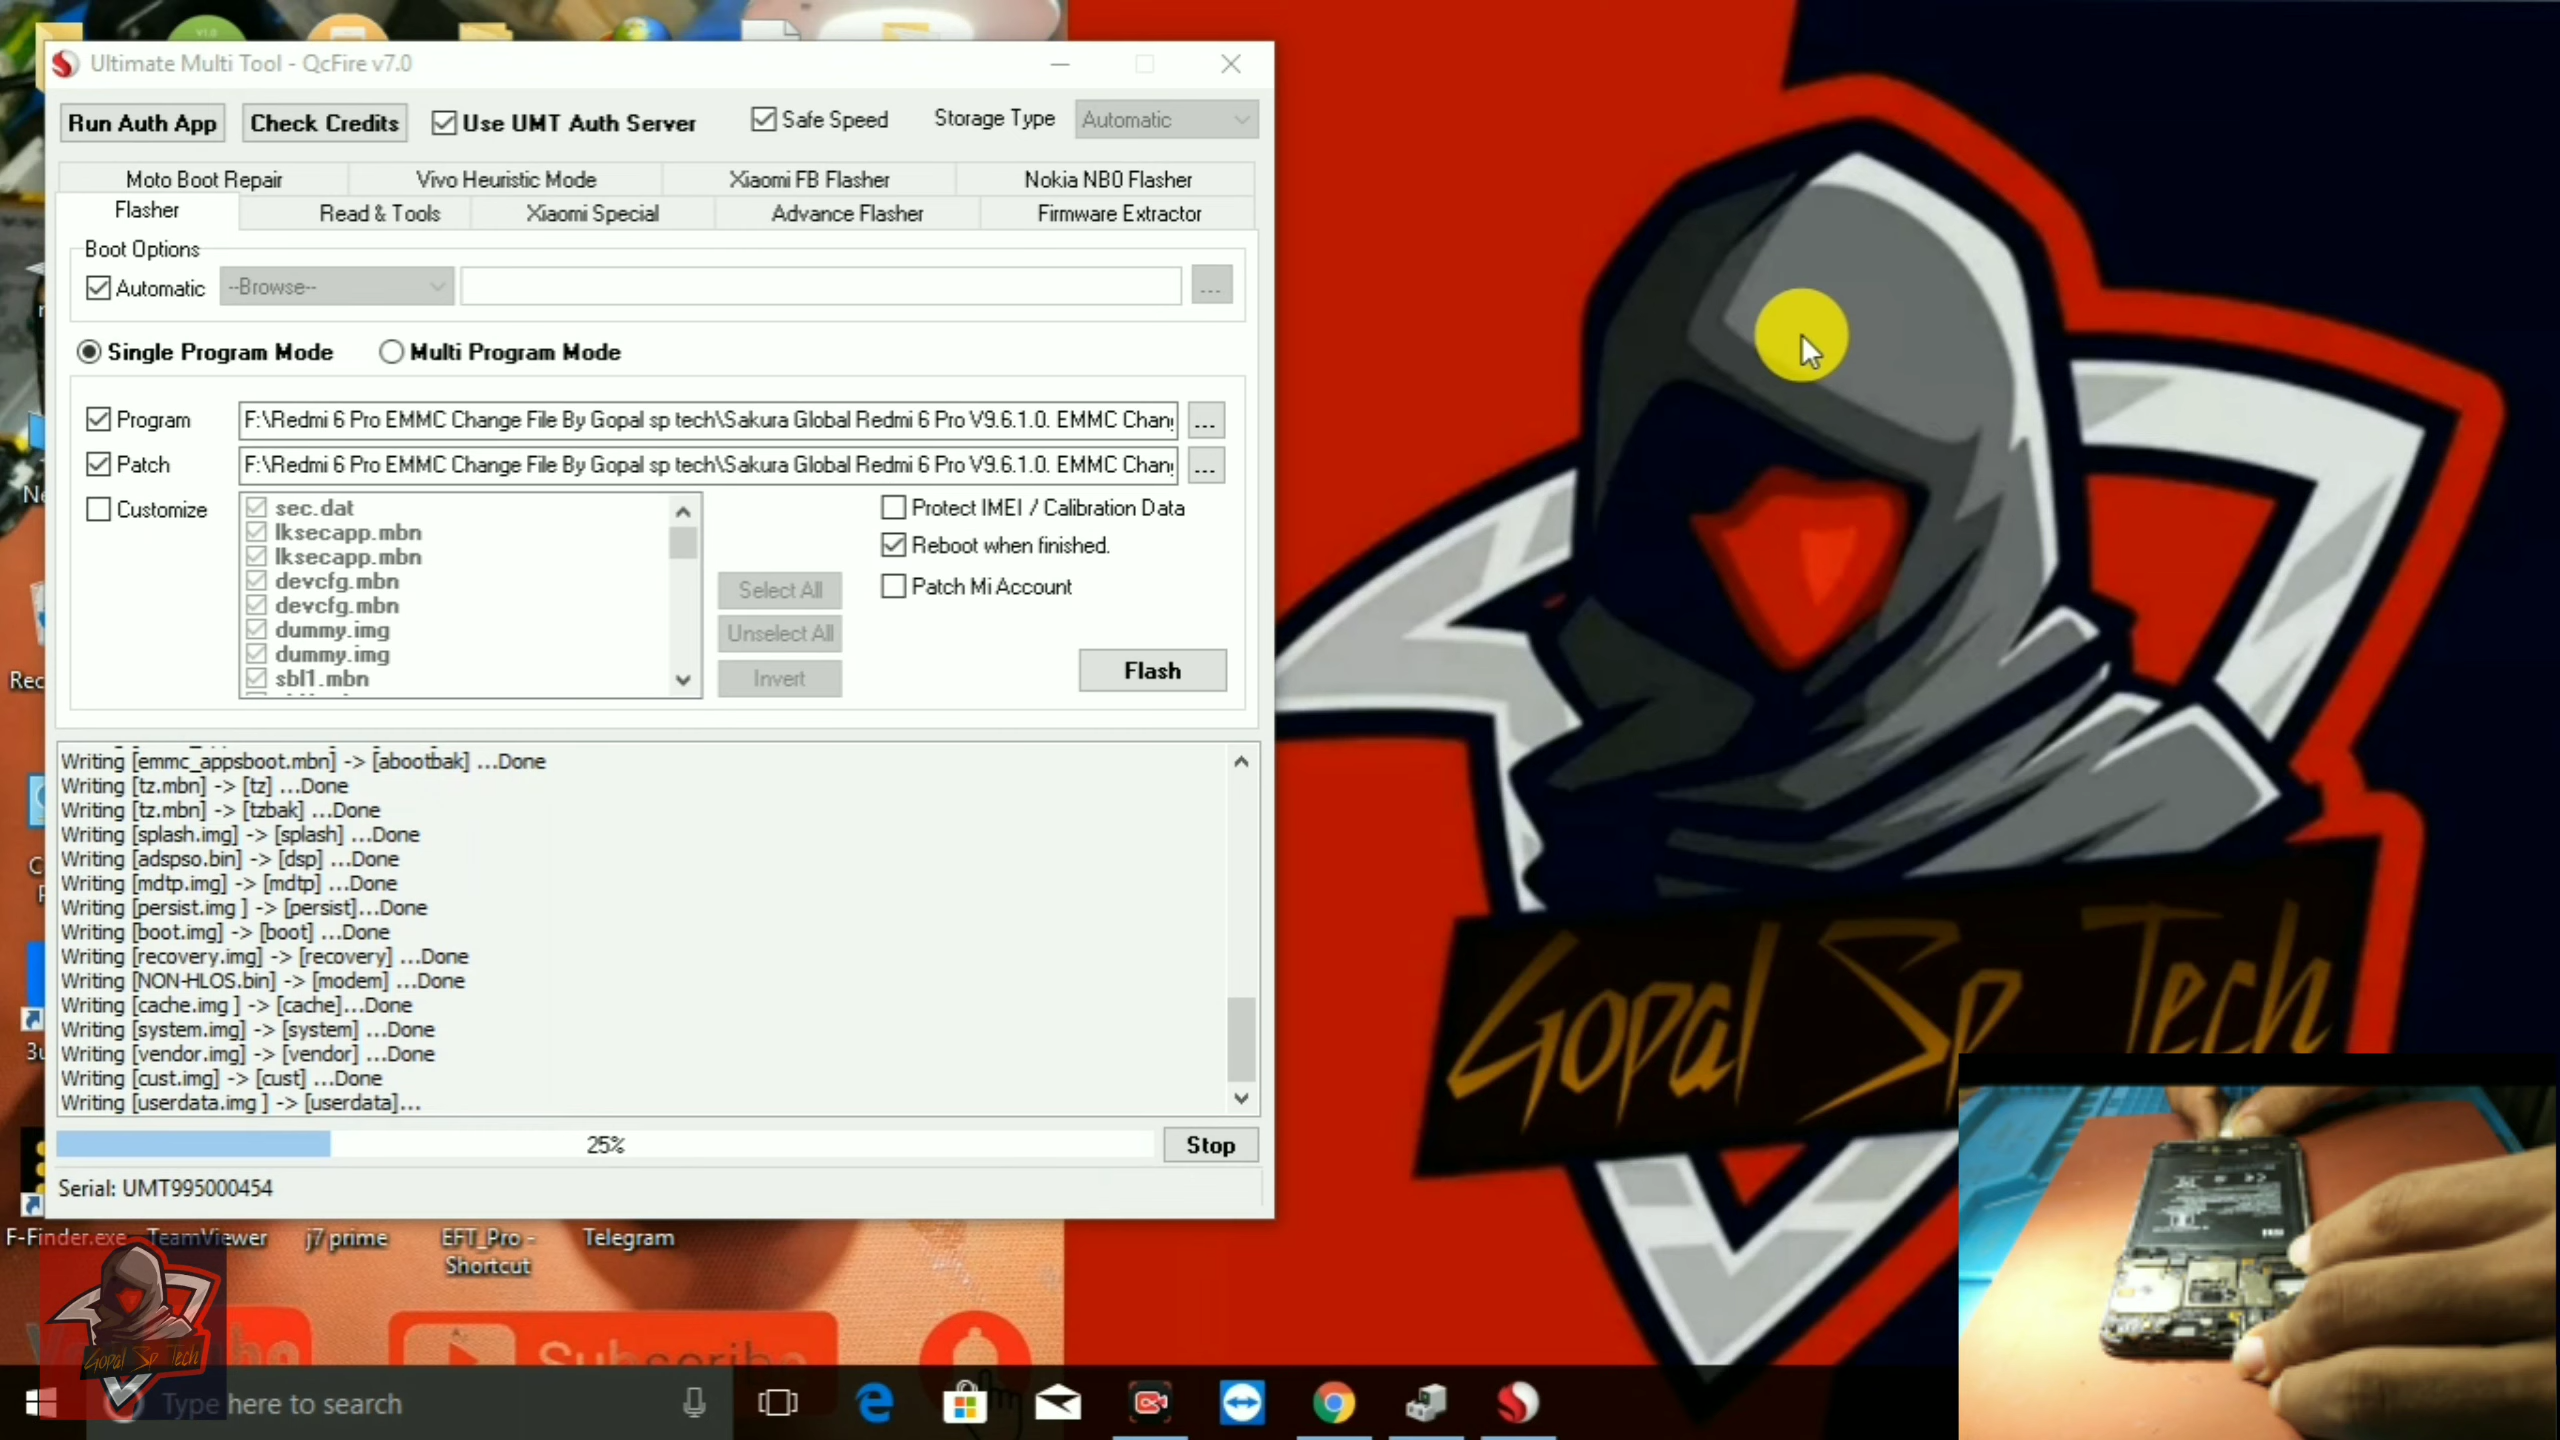 Ultimate Multi Tool - QcFire v7.0
Run Auth App
Check Credits
Use UMT Auth Server
Safe Speed
Storage Type
Automatic
Moto Boot Repair
Vivo Heuristic Mode
Xiaomi FB Flasher
Nokia NB0 Flasher
Flasher
Read & Tools
Xiaomi Special
Advance Flasher
Firmware Extractor
Boot Options
Automatic
--Browse--
...
Single Program Mode
Multi Program Mode
Program
F:\Redmi 6 Pro EMMC Change File By Gopal sp tech\Sakura Global Redmi 6 Pro V9.6.1.0. EMMC Chan
...
Patch
F:\Redmi 6 Pro EMMC Change File By Gopal sp tech\Sakura Global Redmi 6 Pro V9.6.1.0. EMMC Chan
...
Customize
sec.dat
lksecapp.mbn
lksecapp.mbn
devcfg.mbn
devcfg.mbn
dummy.img
dummy.img
sbl1.mbn
Select All
Unselect All
Invert
Protect IMEI / Calibration Data
Reboot when finished.
Patch Mi Account
Flash
Writing [emmc_appsboot.mbn] -> [abootbak] ...Done
Writing [tz.mbn] -> [tz] ...Done
Writing [tz.mbn] -> [tzbak] ...Done
Writing [splash.img] -> [splash] ...Done
Writing [adspso.bin] -> [dsp] ...Done
Writing [mdtp.img] -> [mdtp] ...Done
Writing [persist.img ] -> [persist]...Done
Writing [boot.img] -> [boot] ...Done
Writing [recovery.img] -> [recovery] ...Done
Writing [NON-HLOS.bin] -> [modem] ...Done
Writing [cache.img ] -> [cache]...Done
Writing [system.img] -> [system] ...Done
Writing [vendor.img] -> [vendor] ...Done
Writing [cust.img] -> [cust] ...Done
Writing [userdata.img ] -> [userdata]...
25%
Stop
Serial: UMT995000454
F-Finder.exe
TeamViewer
j7 prime
EFT_Pro -
Shortcut
Telegram
Gopal Sp Tech
Gopal Sp Tech
Subscribe
Type here to search